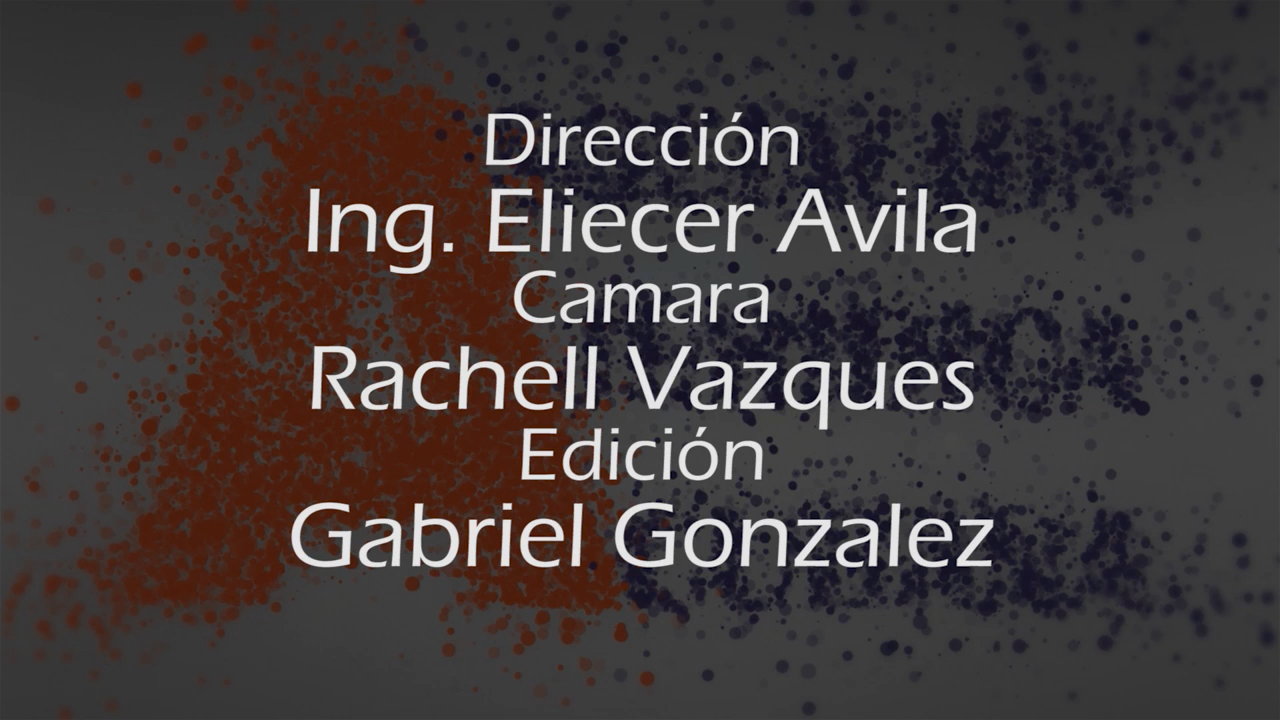 Dirección
Ing. Eliecer Avila
Camara
Rachell Vazques
Edición
Gabriel Gonzalez